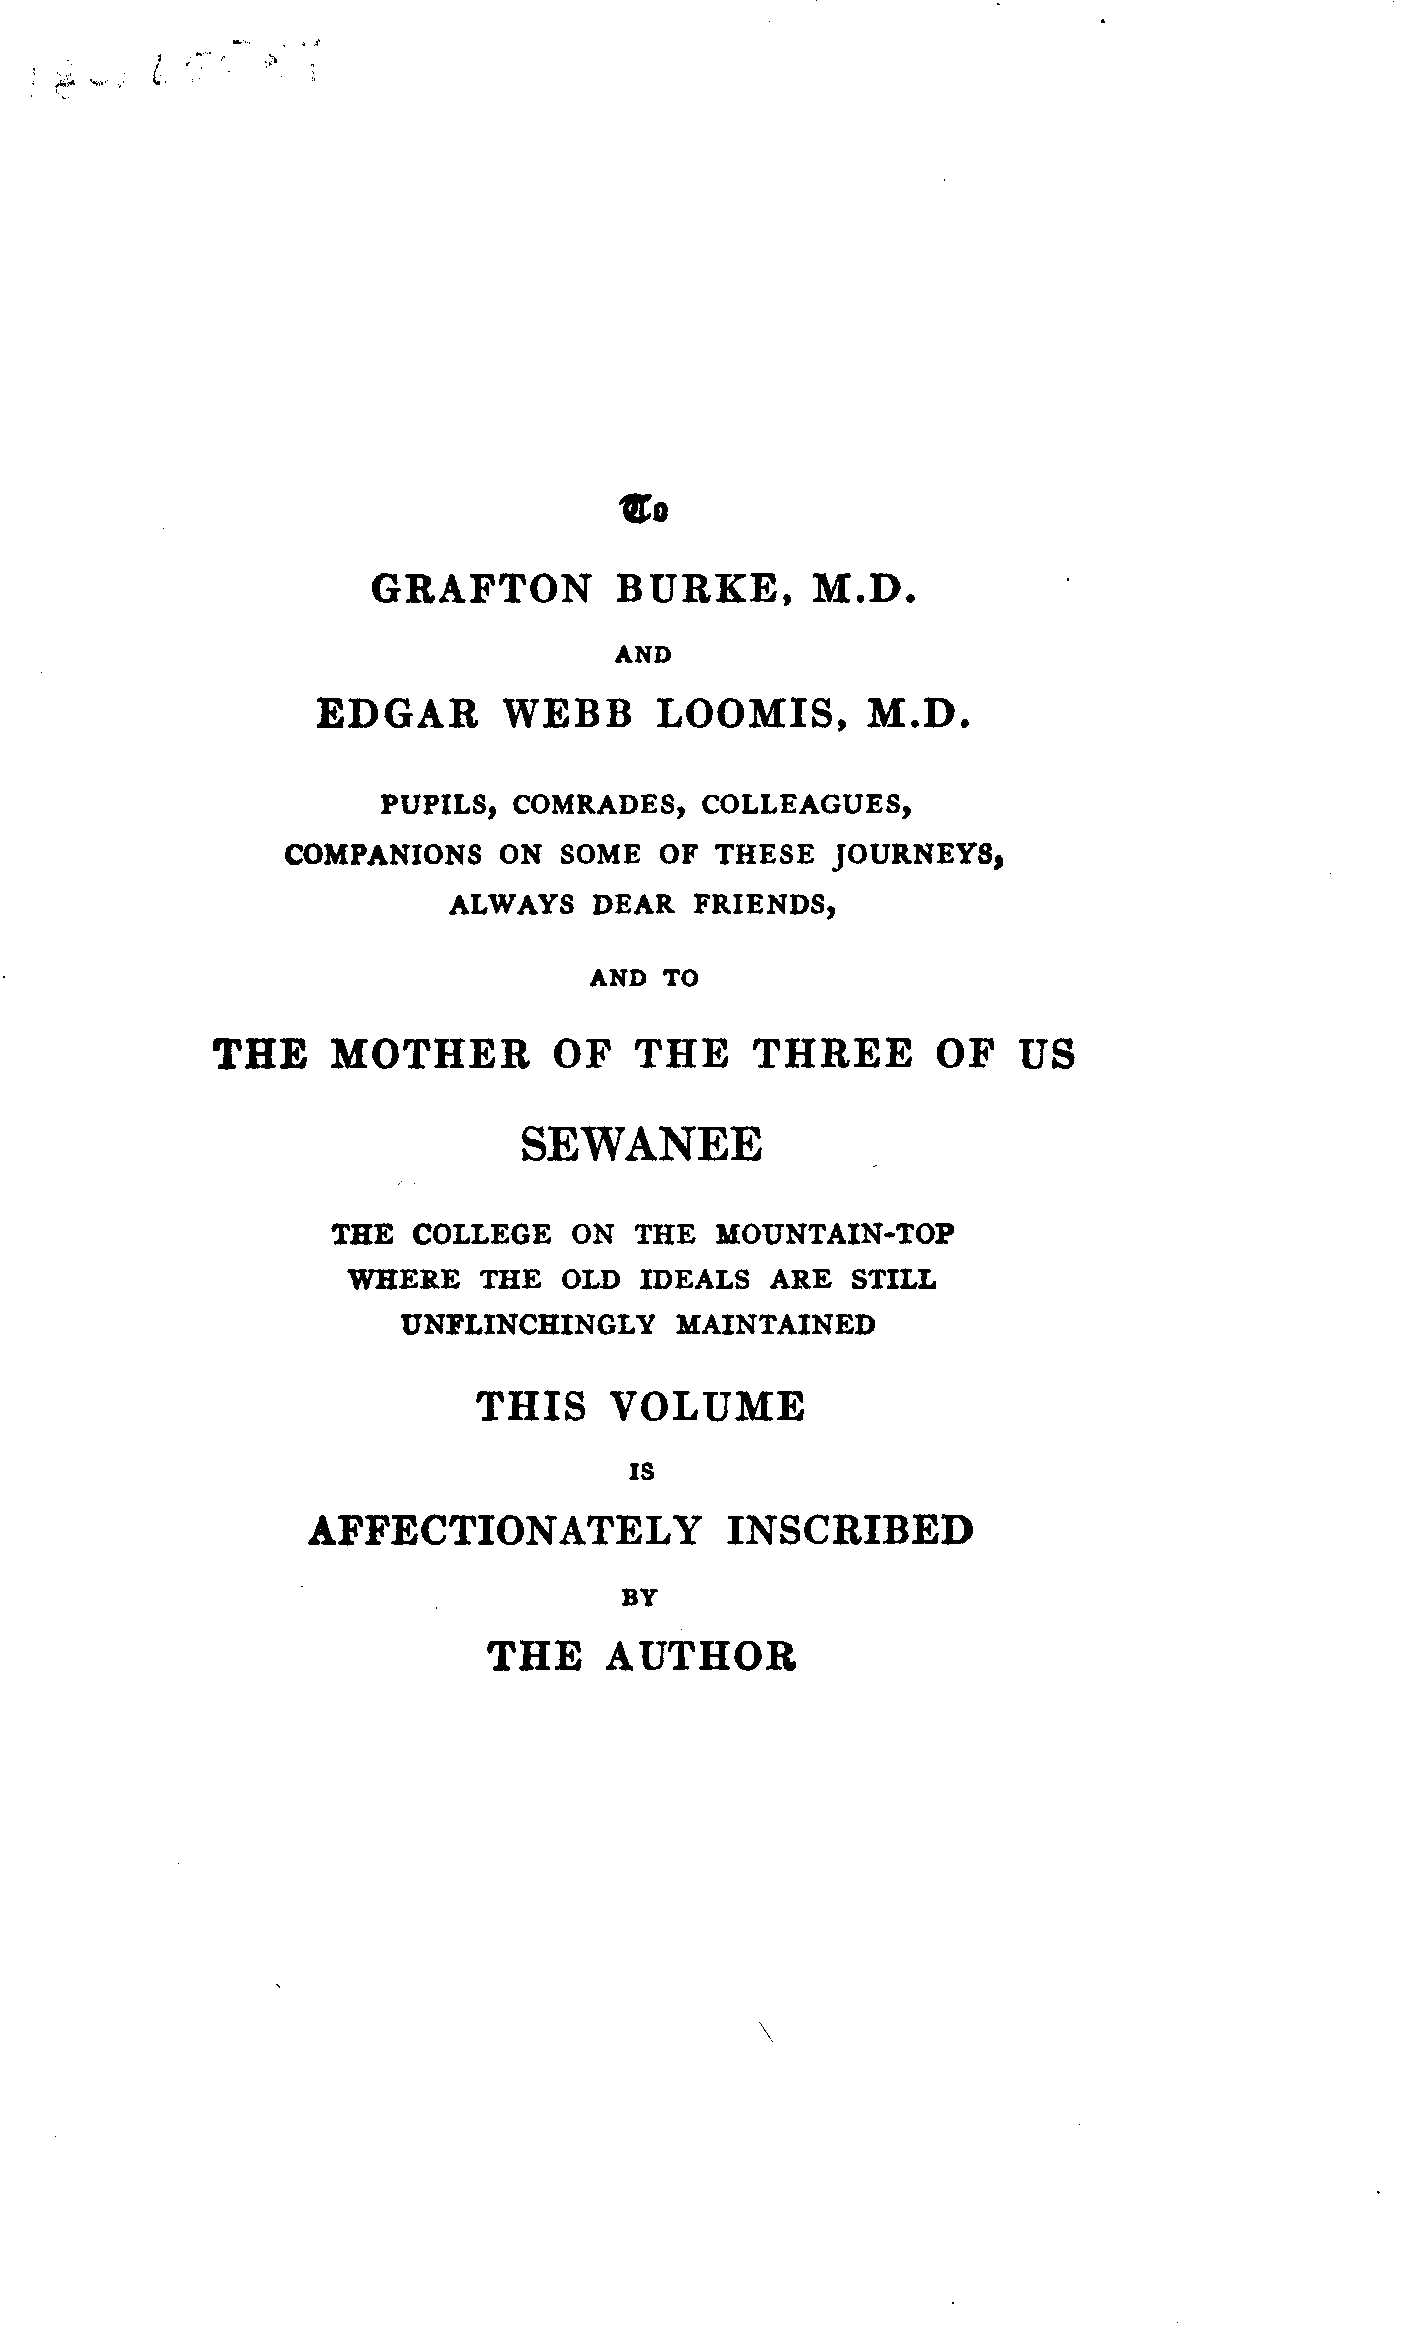 To
GRAFTON BURKE, M.D.
AND
EDGAR WEBB LOOMIS, M.D.
PUPILS, COMRADES, COLLEAGUES,
COMPANIONS ON SOME OF THESE JOURNEYS,
ALWAYS DEAR FRIENDS,
AND TO
THE MOTHER OF THE THREE OF US
SEWANEE
THE COLLEGE ON THE MOUNTAIN-TOP
WHERE THE OLD IDEALS ARE STILL
UNFLINCHINGLY MAINTAINED
THIS VOLUME
IS
AFFECTIONATELY INSCRIBED
BY
THE AUTHOR